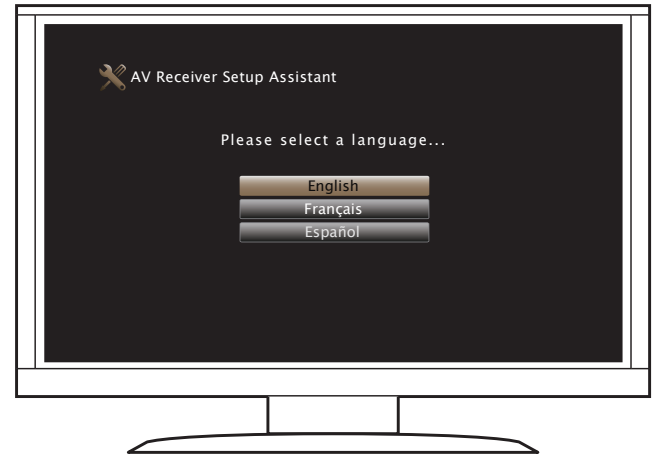 AV Receiver Setup Assistant
Please select a language...
English
Français
Español